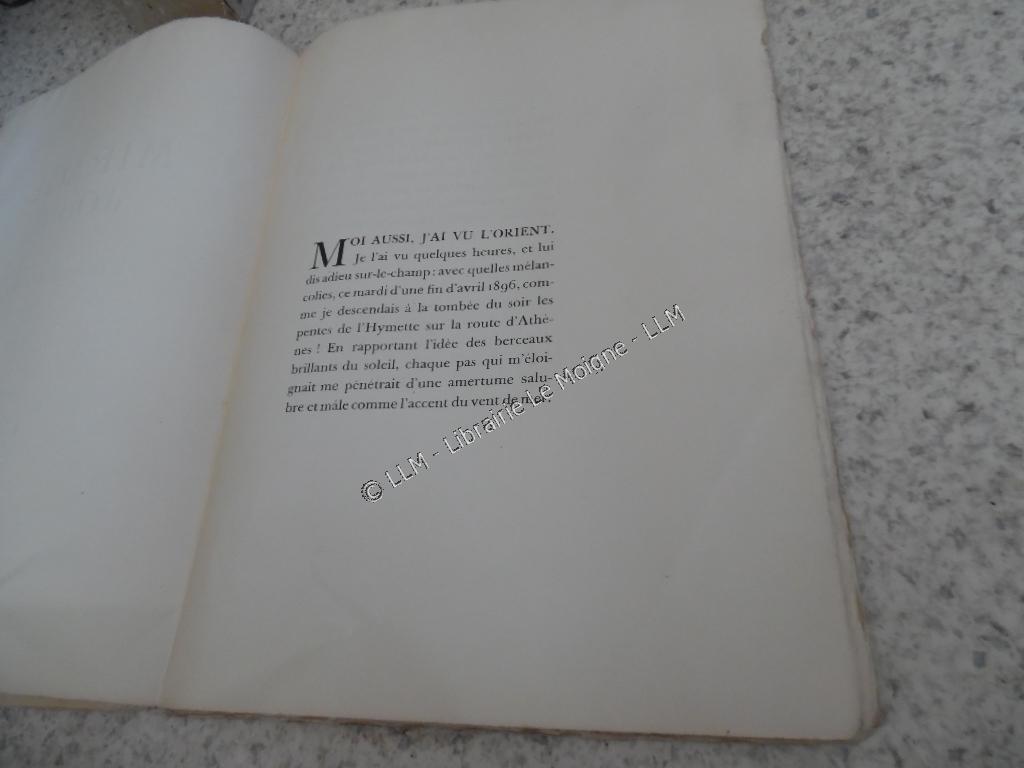 MOI AUSSI, J'AI VU L'ORIENT.
Je l'ai vu quelques heures, et lui
dis adieu sur-le-champ : avec quelles mélan-
colies, ce mardi d'une fin d'avril 1896, com-
me je descendais à la tombée du soir les
pentes de l'Hymette sur la route d'Athè-
nes ! En rapportant l'idée des berceaux
brillants du soleil, chaque pas qui m'éloi-
gnait me pénétrait d'une amertume salu-
bre et mâle comme l'accent du vent de mer.
© LLM - Librairie Le Moigne - LLM